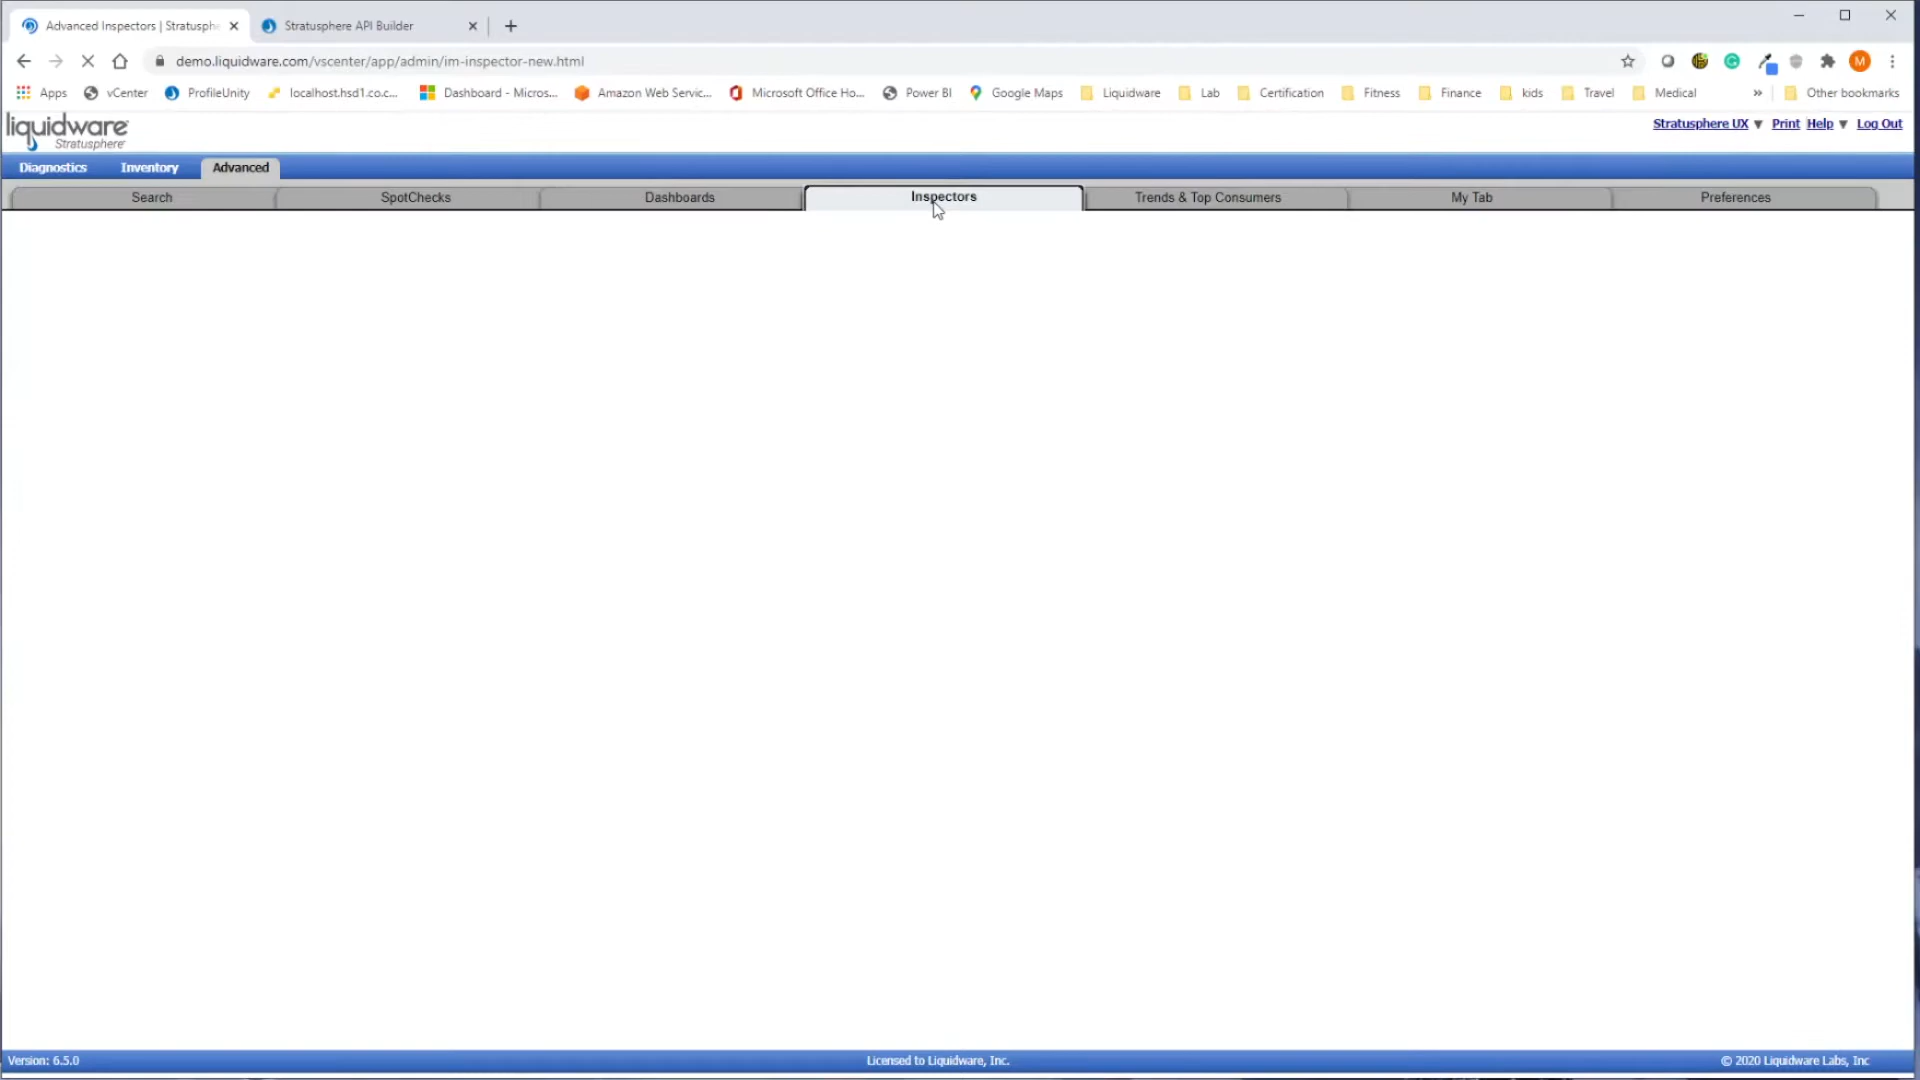 Advanced Inspectors | Stratusphe
Stratusphere API Builder
demo.liquidware.com/vscenter/app/admin/im-inspector-new.html
M
Apps
vCenter
ProfileUnity
localhost.hsd1.co.c...
Dashboard - Micros...
Amazon Web Servic...
Microsoft Office Ho...
Power BI
Google Maps
Liquidware
Lab
Certification
Fitness
Finance
kids
Travel
Medical
»
Other bookmarks
liquidware
Stratusphere
Stratusphere UX ▼ Print Help ▼ Log Out
Diagnostics Inventory Advanced
Search SpotChecks Dashboards Inspectors Trends & Top Consumers My Tab Preferences
Version: 6.5.0
Licensed to Liquidware, Inc.
© 2020 Liquidware Labs, Inc